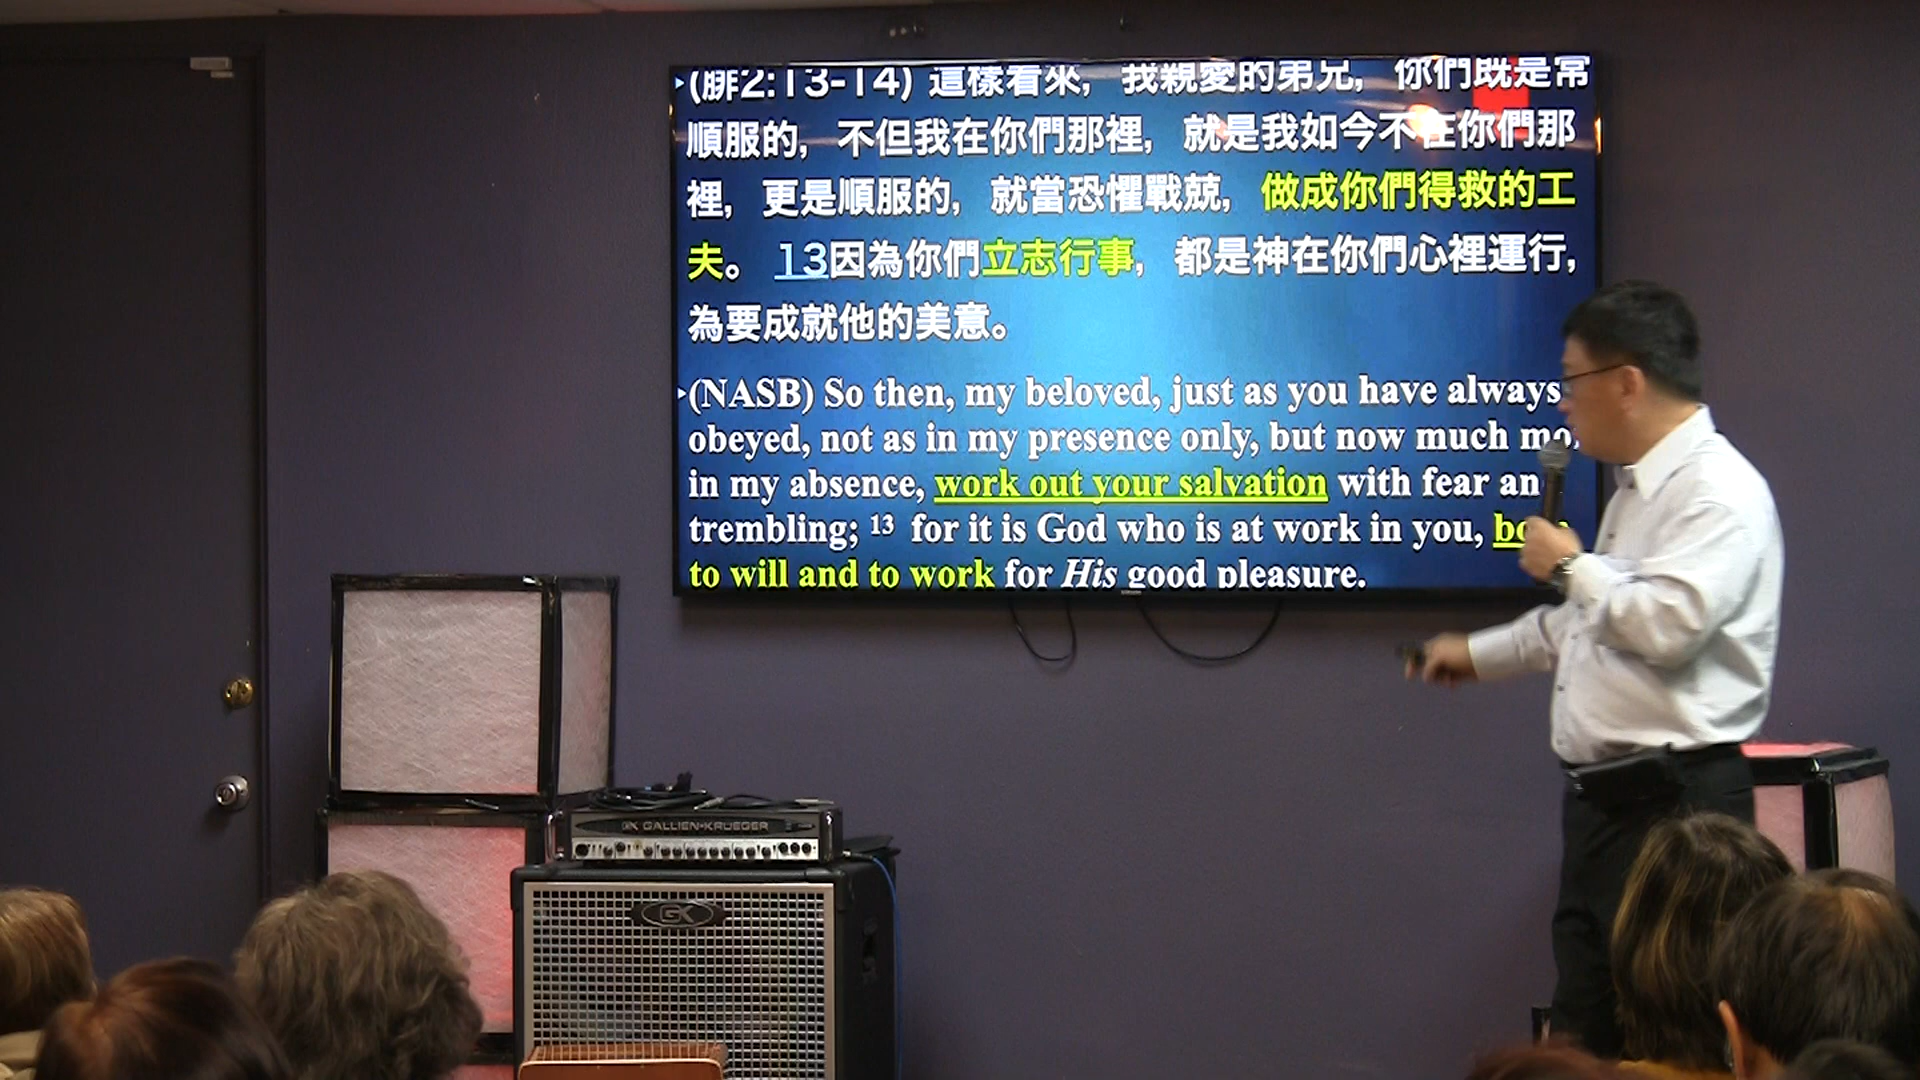 (腓2:13-14) 這樣看來，我親愛的弟兄，你們既是常
順服的，不但我在你們那裡，就是我如今不在你們那
裡，更是順服的，就當恐懼戰兢，做成你們得救的工
夫。 13因為你們立志行事，都是神在你們心裡運行，
為要成就他的美意。
(NASB) So then, my beloved, just as you have always
obeyed, not as in my presence only, but now much
in my absence, work out your salvation with fear
trembling; 13 for it is God who is at work in you,
to will and to work for His good pleasure.
GK GALLIEN-KRUEGER
GK